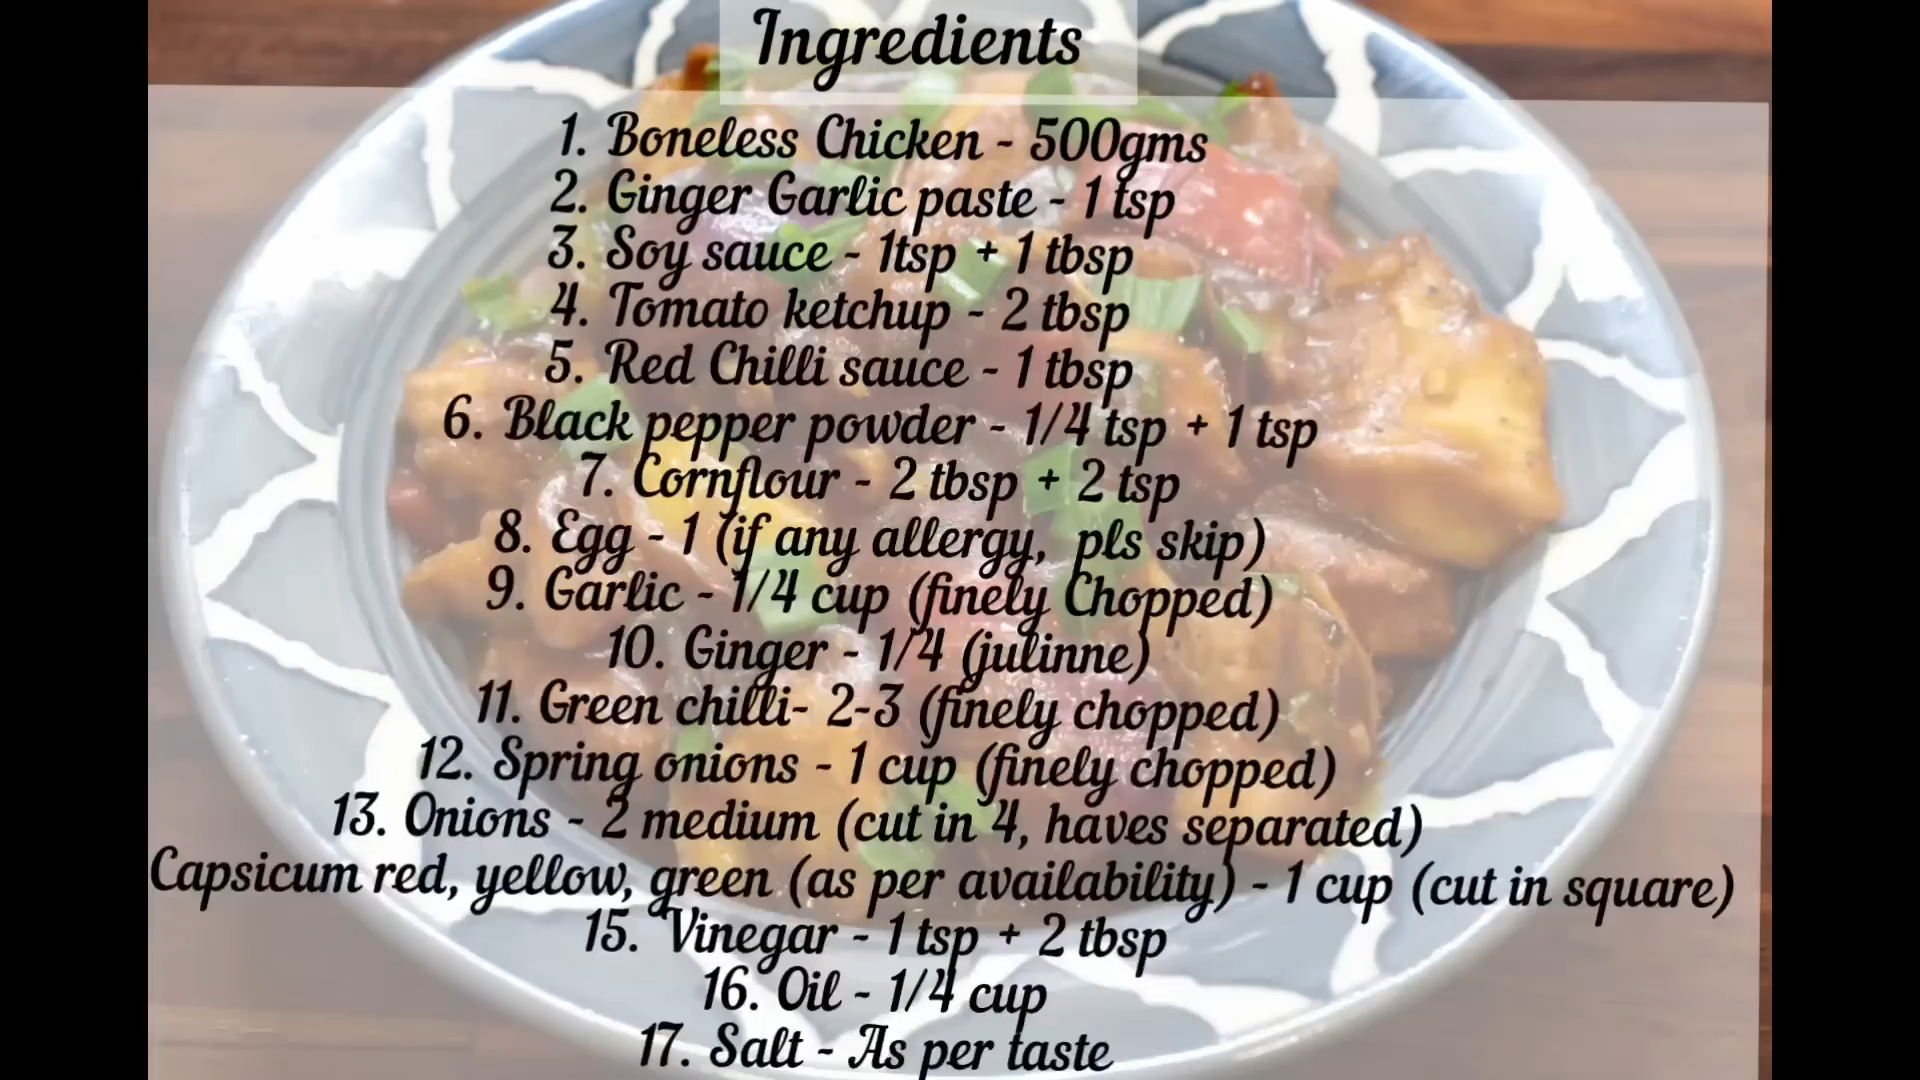 Ingredients
1. Boneless Chicken - 500gms
2. Ginger Garlic paste - 1 tsp
3. Soy sauce - 1tsp + 1 tbsp
4. Tomato ketchup - 2 tbsp
5. Red Chilli sauce - 1 tbsp
6. Black pepper powder - 1/4 tsp + 1 tsp
7. Cornflour - 2 tbsp + 2 tsp
8. Egg - 1 (if any allergy, pls skip)
9. Garlic - 1/4 cup (finely Chopped)
10. Ginger - 1/4 (julinne)
11. Green chilli- 2-3 (finely chopped)
12. Spring onions - 1 cup (finely chopped)
13. Onions - 2 medium (cut in 4, haves separated)
Capsicum red, yellow, green (as per availability) - 1 cup (cut in square)
15. Vinegar - 1 tsp + 2 tbsp
16. Oil - 1/4 cup
17. Salt - As per taste